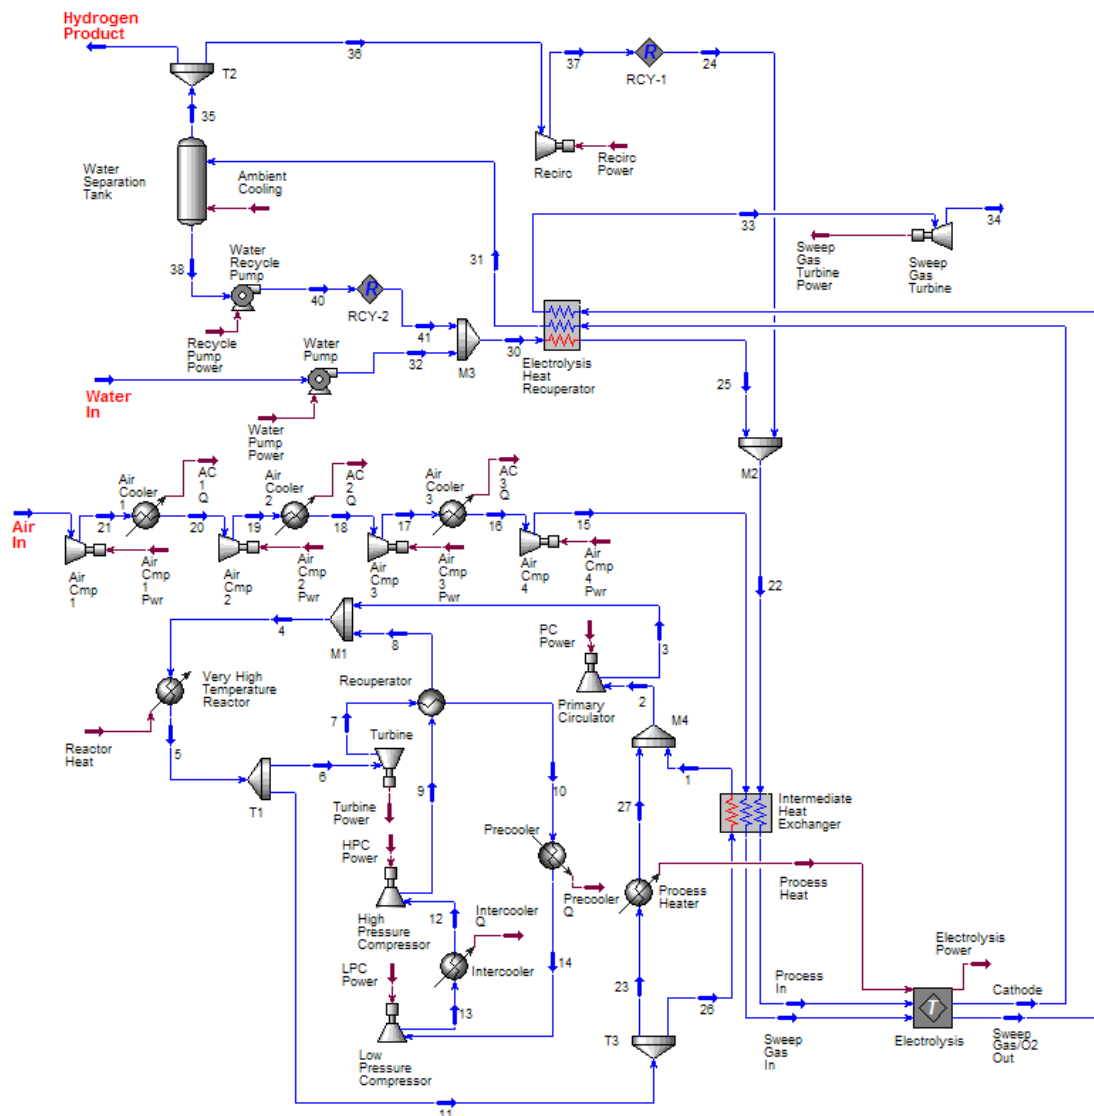 Hydrogen
Product
T2
36
37
R
RCY-1
24
35
Water
Separation
Tank
Ambient
Cooling
Recirc
Recirc
Power
33
34
Sweep
Gas
Turbine
Power
Sweep
Gas
Turbine
31
38
Water
Recycle
Pump
40
R
RCY-2
41
Recycle
Pump
Power
Water
Pump
32
M3
30
Electrolysis
Heat
Recuperator
25
Water
In
Water
Pump
Power
M2
Air
Cooler
1
AC
1
Q
Air
Cooler
2
AC
2
Q
Air
Cooler
3
AC
3
Q
Air
In
21
20
19
18
17
16
15
Air
Cmp
1
Air
Cmp
1
Pwr
Air
Cmp
2
Air
Cmp
2
Pwr
Air
Cmp
3
Air
Cmp
3
Pwr
Air
Cmp
4
Air
Cmp
4
Pwr
22
4
M1
8
3
PC
Power
Very High
Temperature
Reactor
Recuperator
Primary
Circulator
2
M4
7
Turbine
Reactor
Heat
5
6
T1
9
10
1
27
Intermediate
Heat
Exchanger
Turbine
Power
HPC
Power
Precooler
Precooler
Q
Process
Heater
Process
Heat
High
Pressure
Compressor
12
Intercooler
Q
Intercooler
14
LPC
Power
13
23
26
Electrolysis
Power
Process
In
Cathode
T
Low
Pressure
Compressor
T3
Sweep
Gas
In
Electrolysis
Sweep
Gas/O2
Out
11